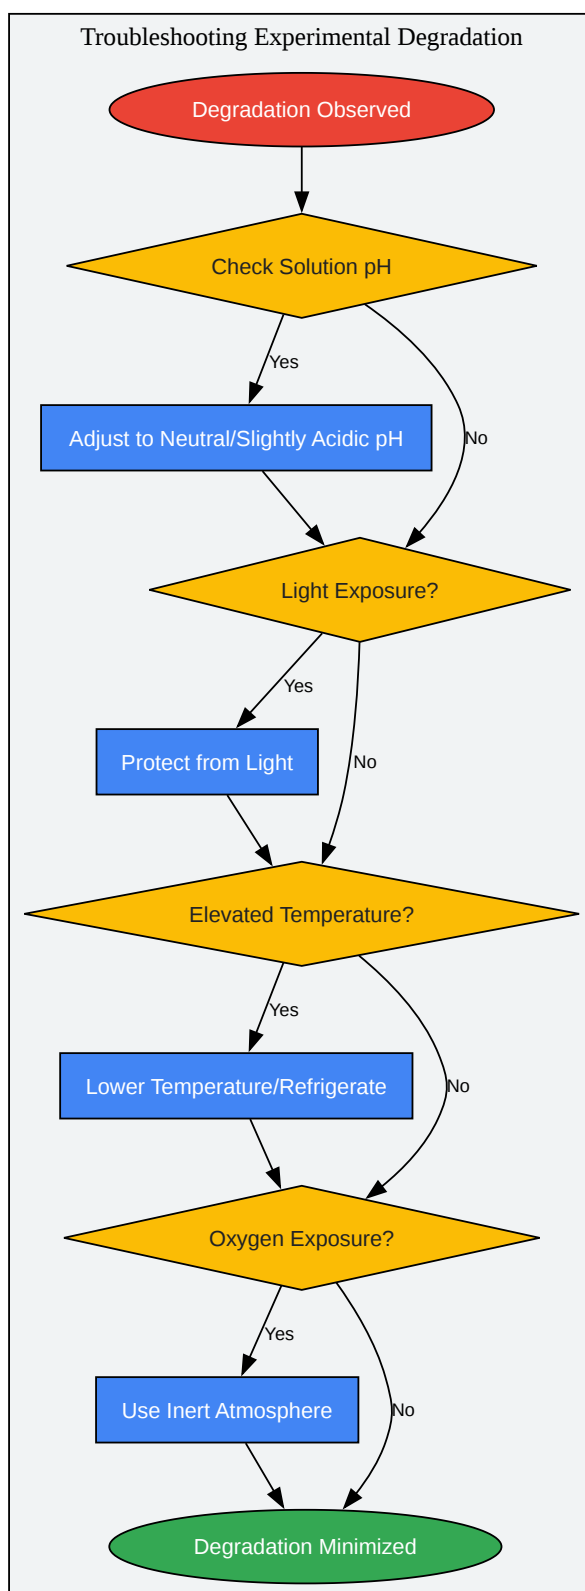 Troubleshooting Experimental Degradation
Degradation Observed
Check Solution pH
Yes
Adjust to Neutral/Slightly Acidic pH
No
Light Exposure?
Yes
Protect from Light
No
Elevated Temperature?
Yes
Lower Temperature/Refrigerate
No
Oxygen Exposure?
Yes
Use Inert Atmosphere
No
Degradation Minimized